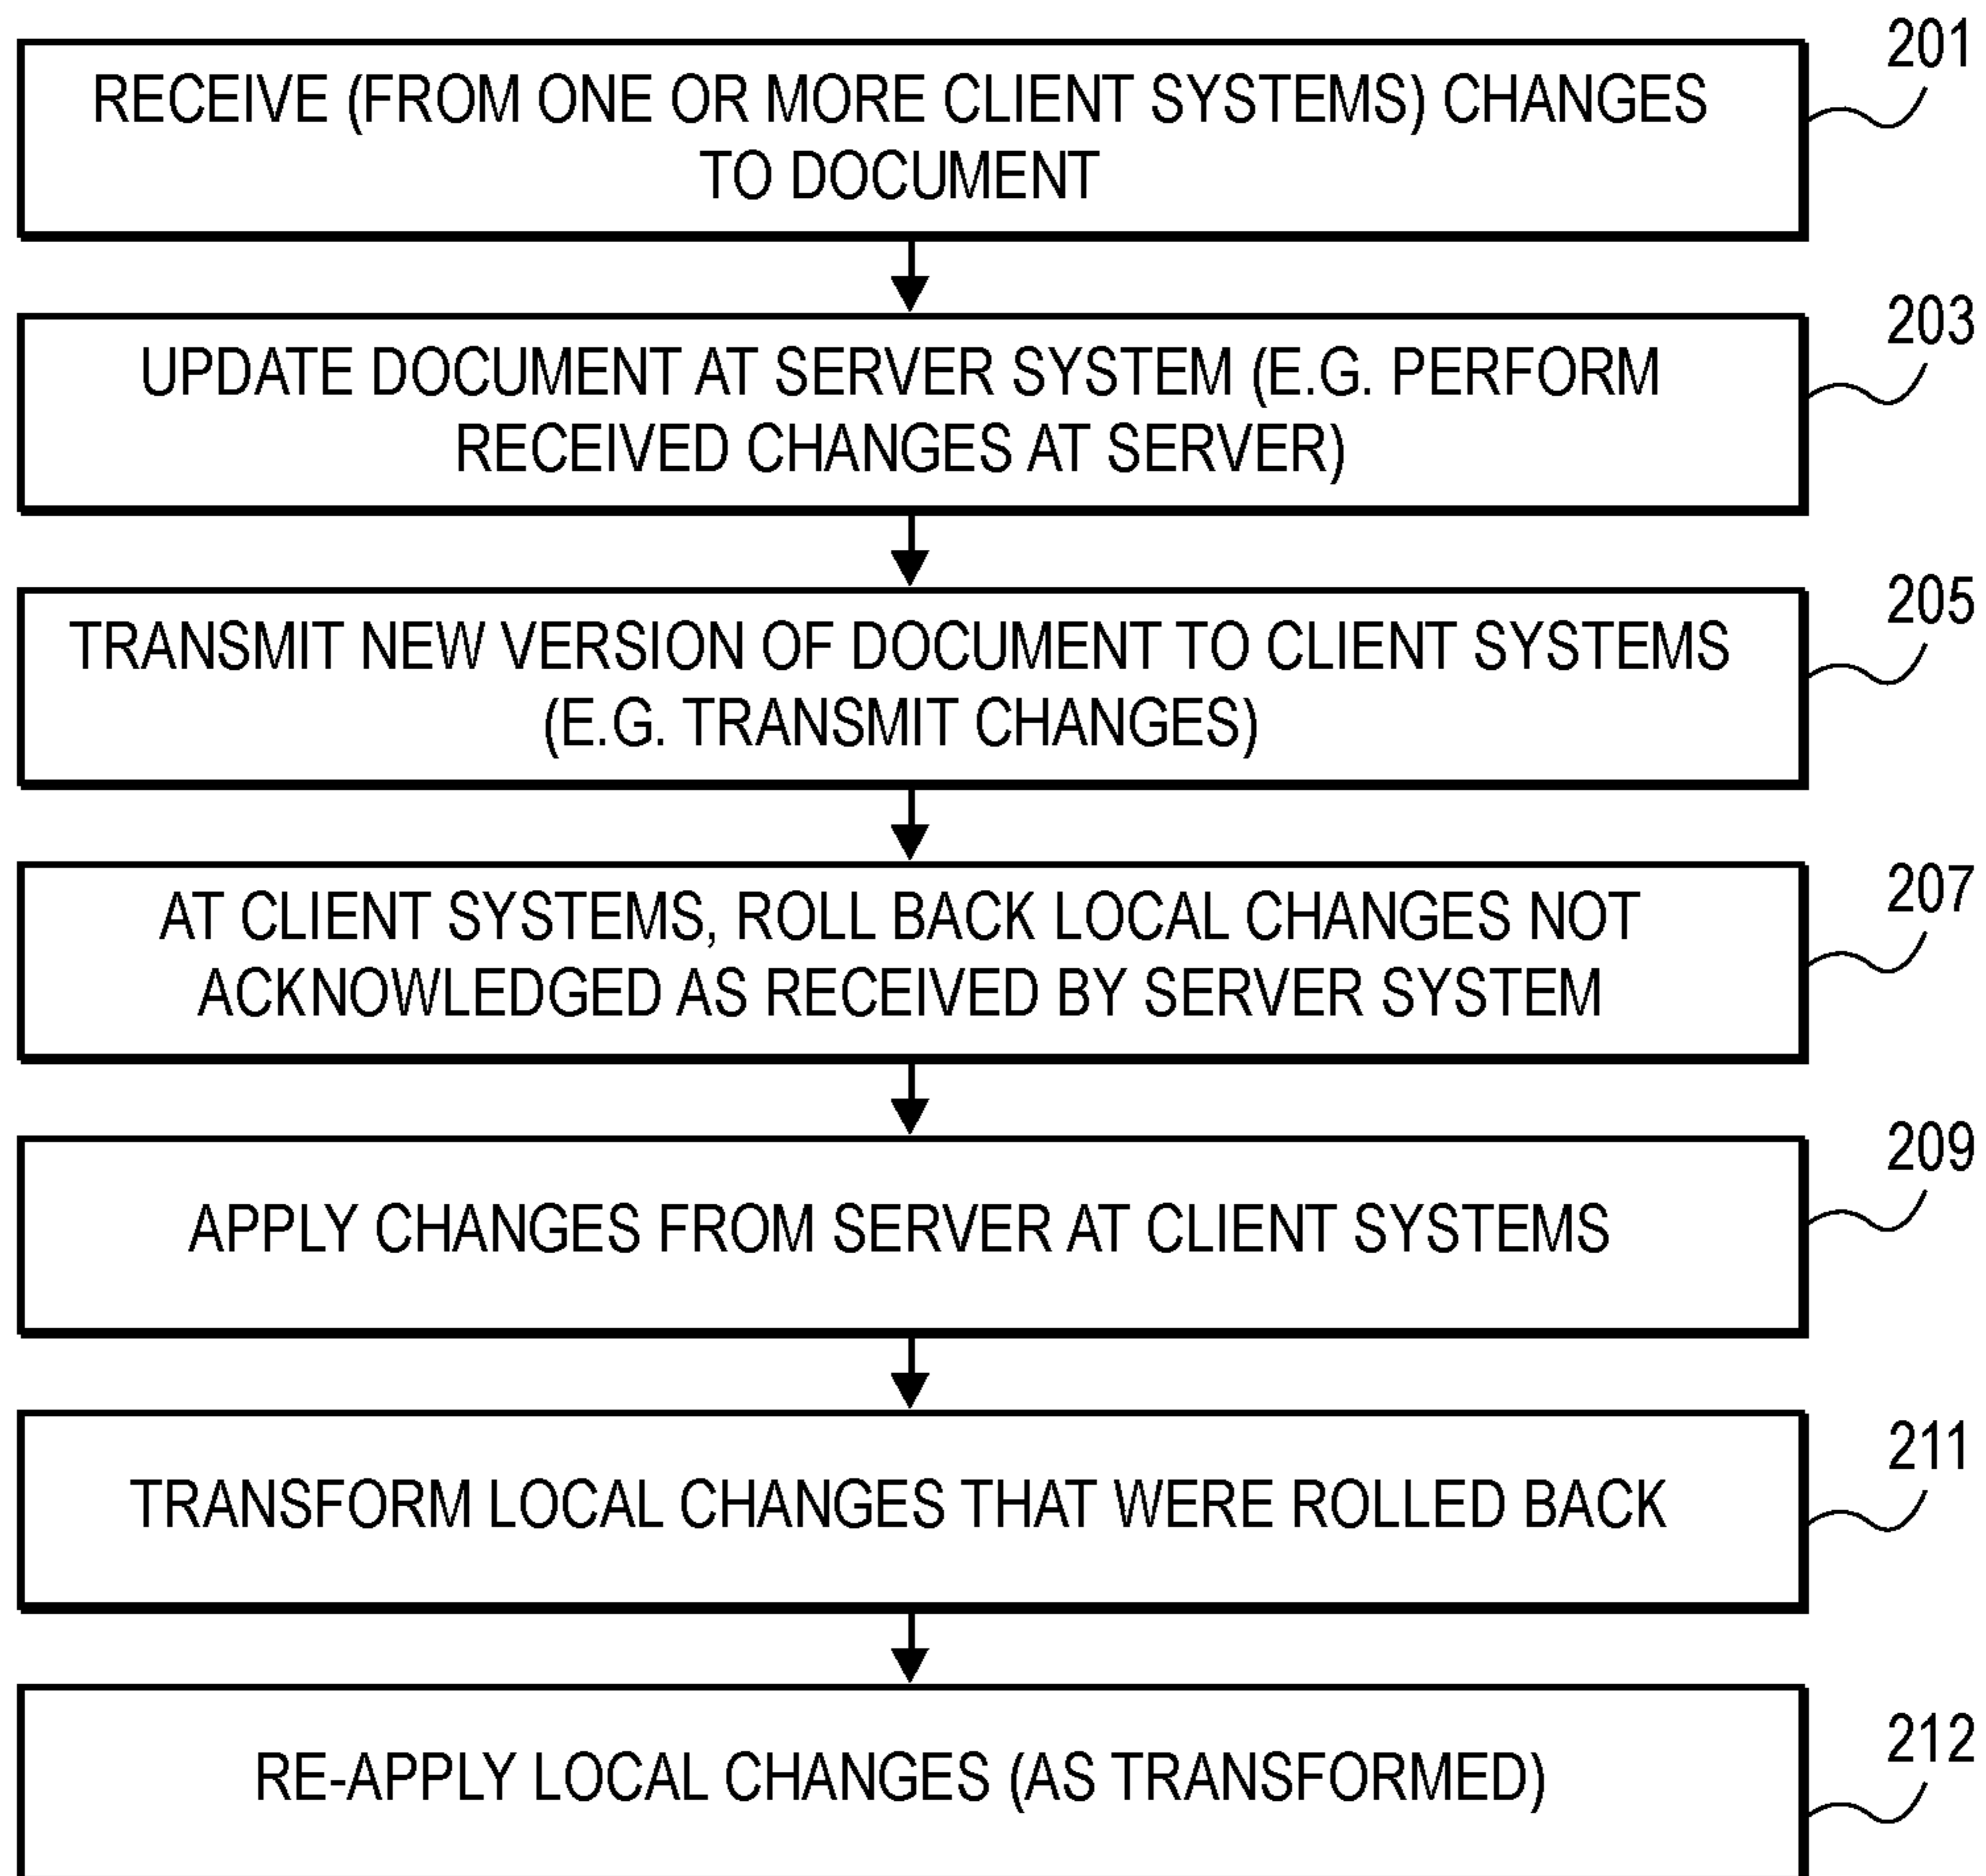 201
RECEIVE (FROM ONE OR MORE CLIENT SYSTEMS) CHANGES
TO DOCUMENT
203
UPDATE DOCUMENT AT SERVER SYSTEM (E.G. PERFORM
RECEIVED CHANGES AT SERVER)
205
TRANSMIT NEW VERSION OF DOCUMENT TO CLIENT SYSTEMS
(E.G. TRANSMIT CHANGES)
207
AT CLIENT SYSTEMS, ROLL BACK LOCAL CHANGES NOT
ACKNOWLEDGED AS RECEIVED BY SERVER SYSTEM
209
APPLY CHANGES FROM SERVER AT CLIENT SYSTEMS
211
TRANSFORM LOCAL CHANGES THAT WERE ROLLED BACK
212
RE-APPLY LOCAL CHANGES (AS TRANSFORMED)